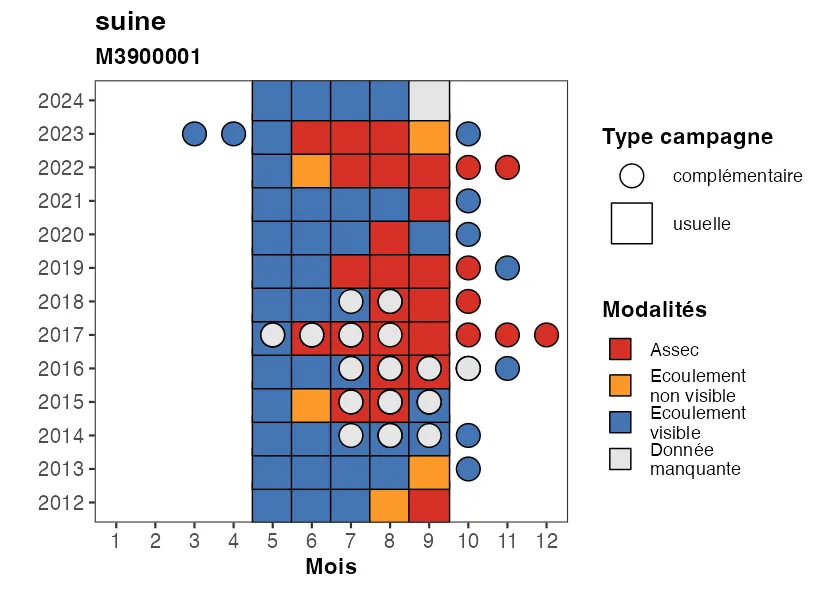 suine
M3900001
2024
2023
2022
2021
2020
2019
2018
2017
2016
2015
2014
2013
2012
1 2 3 4 5 6 7 8 9 10 11 12
Mois
Type campagne
complémentaire
usuelle
Modalités
Assec
Ecoulement
non visible
Ecoulement
visible
Donnée
manquante